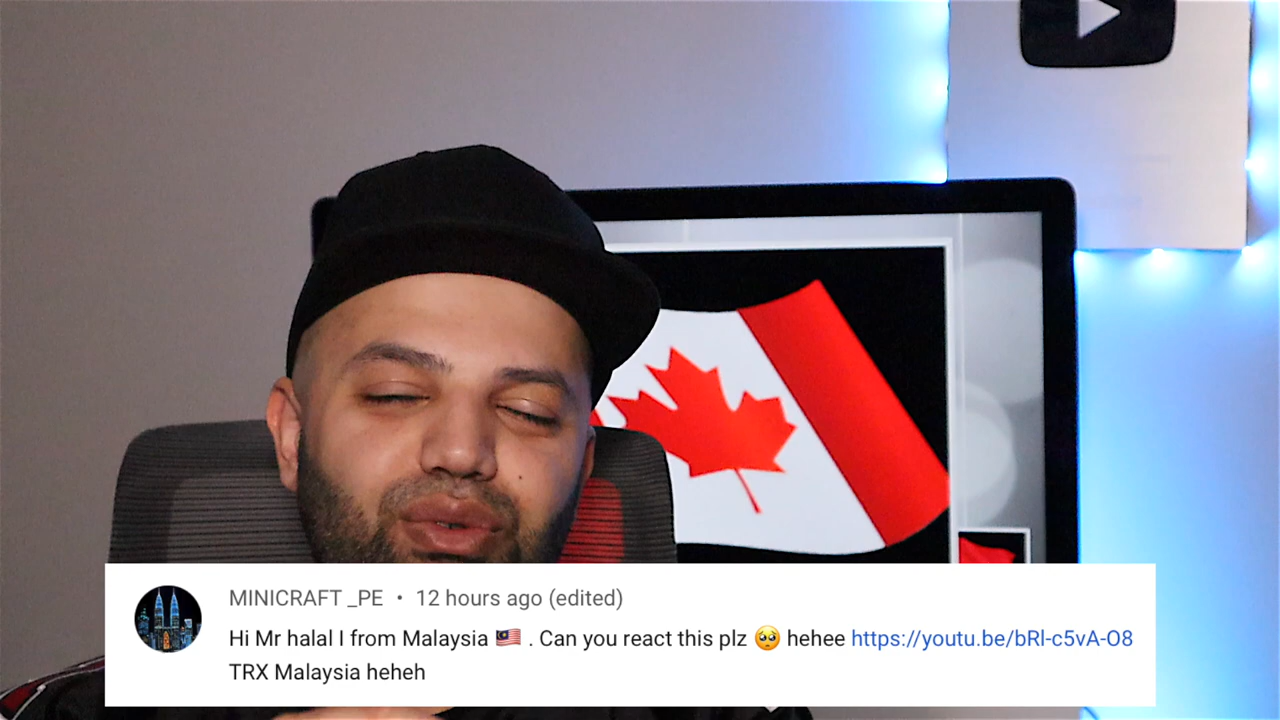 MINICRAFT _PE • 12 hours ago (edited)
Hi Mr halal I from Malaysia 🇲🇾 . Can you react this plz 🥺 hehee https://youtu.be/bRl-c5vA-O8
TRX Malaysia heheh